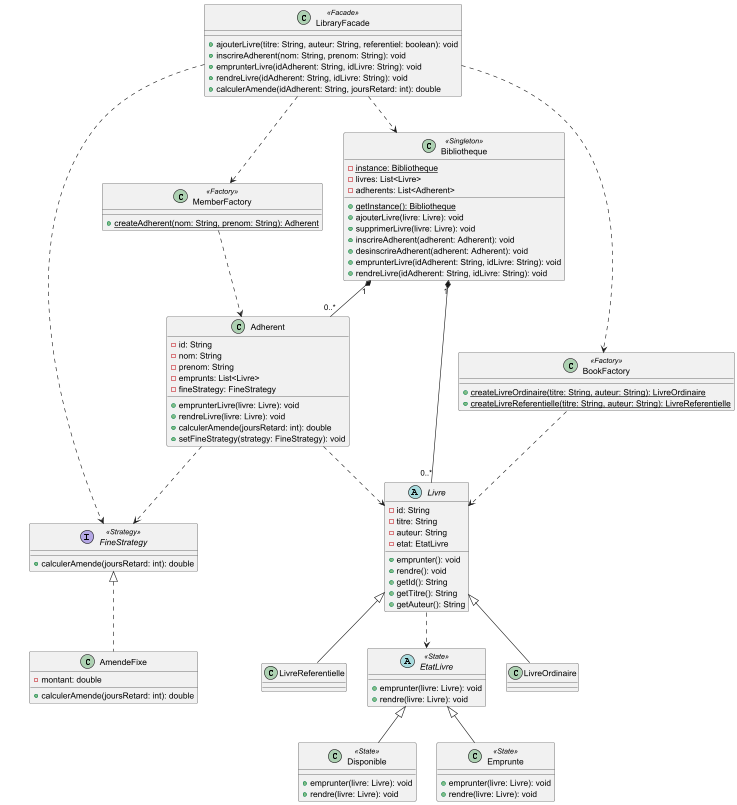 «Facade»
C LibraryFacade
ajouterLivre(titre: String, auteur: String, referentiel: boolean): void
inscrireAdherent(nom: String, prenom: String): void
emprunterLivre(idAdherent: String, idLivre: String): void
rendreLivre(idAdherent: String, idLivre: String): void
calculerAmende(idAdherent: String, joursRetard: int): double
«Singleton»
C Bibliotheque
instance: Bibliotheque
livres: List<Livre>
adherents: List<Adherent>
getInstance(): Bibliotheque
ajouterLivre(livre: Livre): void
supprimerLivre(livre: Livre): void
inscrireAdherent(adherent: Adherent): void
desinscrireAdherent(adherent: Adherent): void
emprunterLivre(idAdherent: String, idLivre: String): void
rendreLivre(idAdherent: String, idLivre: String): void
«Factory»
C MemberFactory
createAdherent(nom: String, prenom: String): Adherent
1
1
0..*
C Adherent
id: String
nom: String
prenom: String
emprunts: List<Livre>
fineStrategy: FineStrategy
emprunterLivre(livre: Livre): void
rendreLivre(livre: Livre): void
calculerAmende(joursRetard: int): double
setFineStrategy(strategy: FineStrategy): void
«Factory»
C BookFactory
createLivreOrdinaire(titre: String, auteur: String): LivreOrdinaire
createLivreReferentielle(titre: String, auteur: String): LivreReferentielle
0..*
A Livre
id: String
titre: String
auteur: String
etat: EtatLivre
emprunter(): void
rendre(): void
getId(): String
getTitre(): String
getAuteur(): String
«Strategy»
I FineStrategy
calculerAmende(joursRetard: int): double
C AmendeFixe
montant: double
calculerAmende(joursRetard: int): double
C LivreReferentielle
«State»
A EtatLivre
emprunter(livre: Livre): void
rendre(livre: Livre): void
C LivreOrdinaire
«State»
C Disponible
emprunter(livre: Livre): void
rendre(livre: Livre): void
«State»
C Emprunte
emprunter(livre: Livre): void
rendre(livre: Livre): void